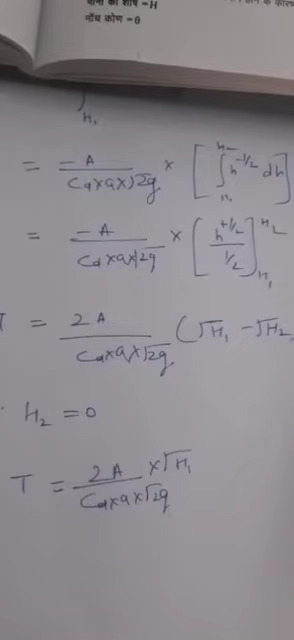 = H
नॉच कोण = θ
∫ H₁
= -A / Cd×a×√2g × [ ∫ H₁ h^-1/2 dh ]
= -A / Cd×a×√2g × [ h^+1/2 / 1/2 ] H₁ H₂
T = 2A / Cd×a×√2g (√H₁ - √H₂
H₂ = 0
T = 2A / Cd×a×√2g × √H₁